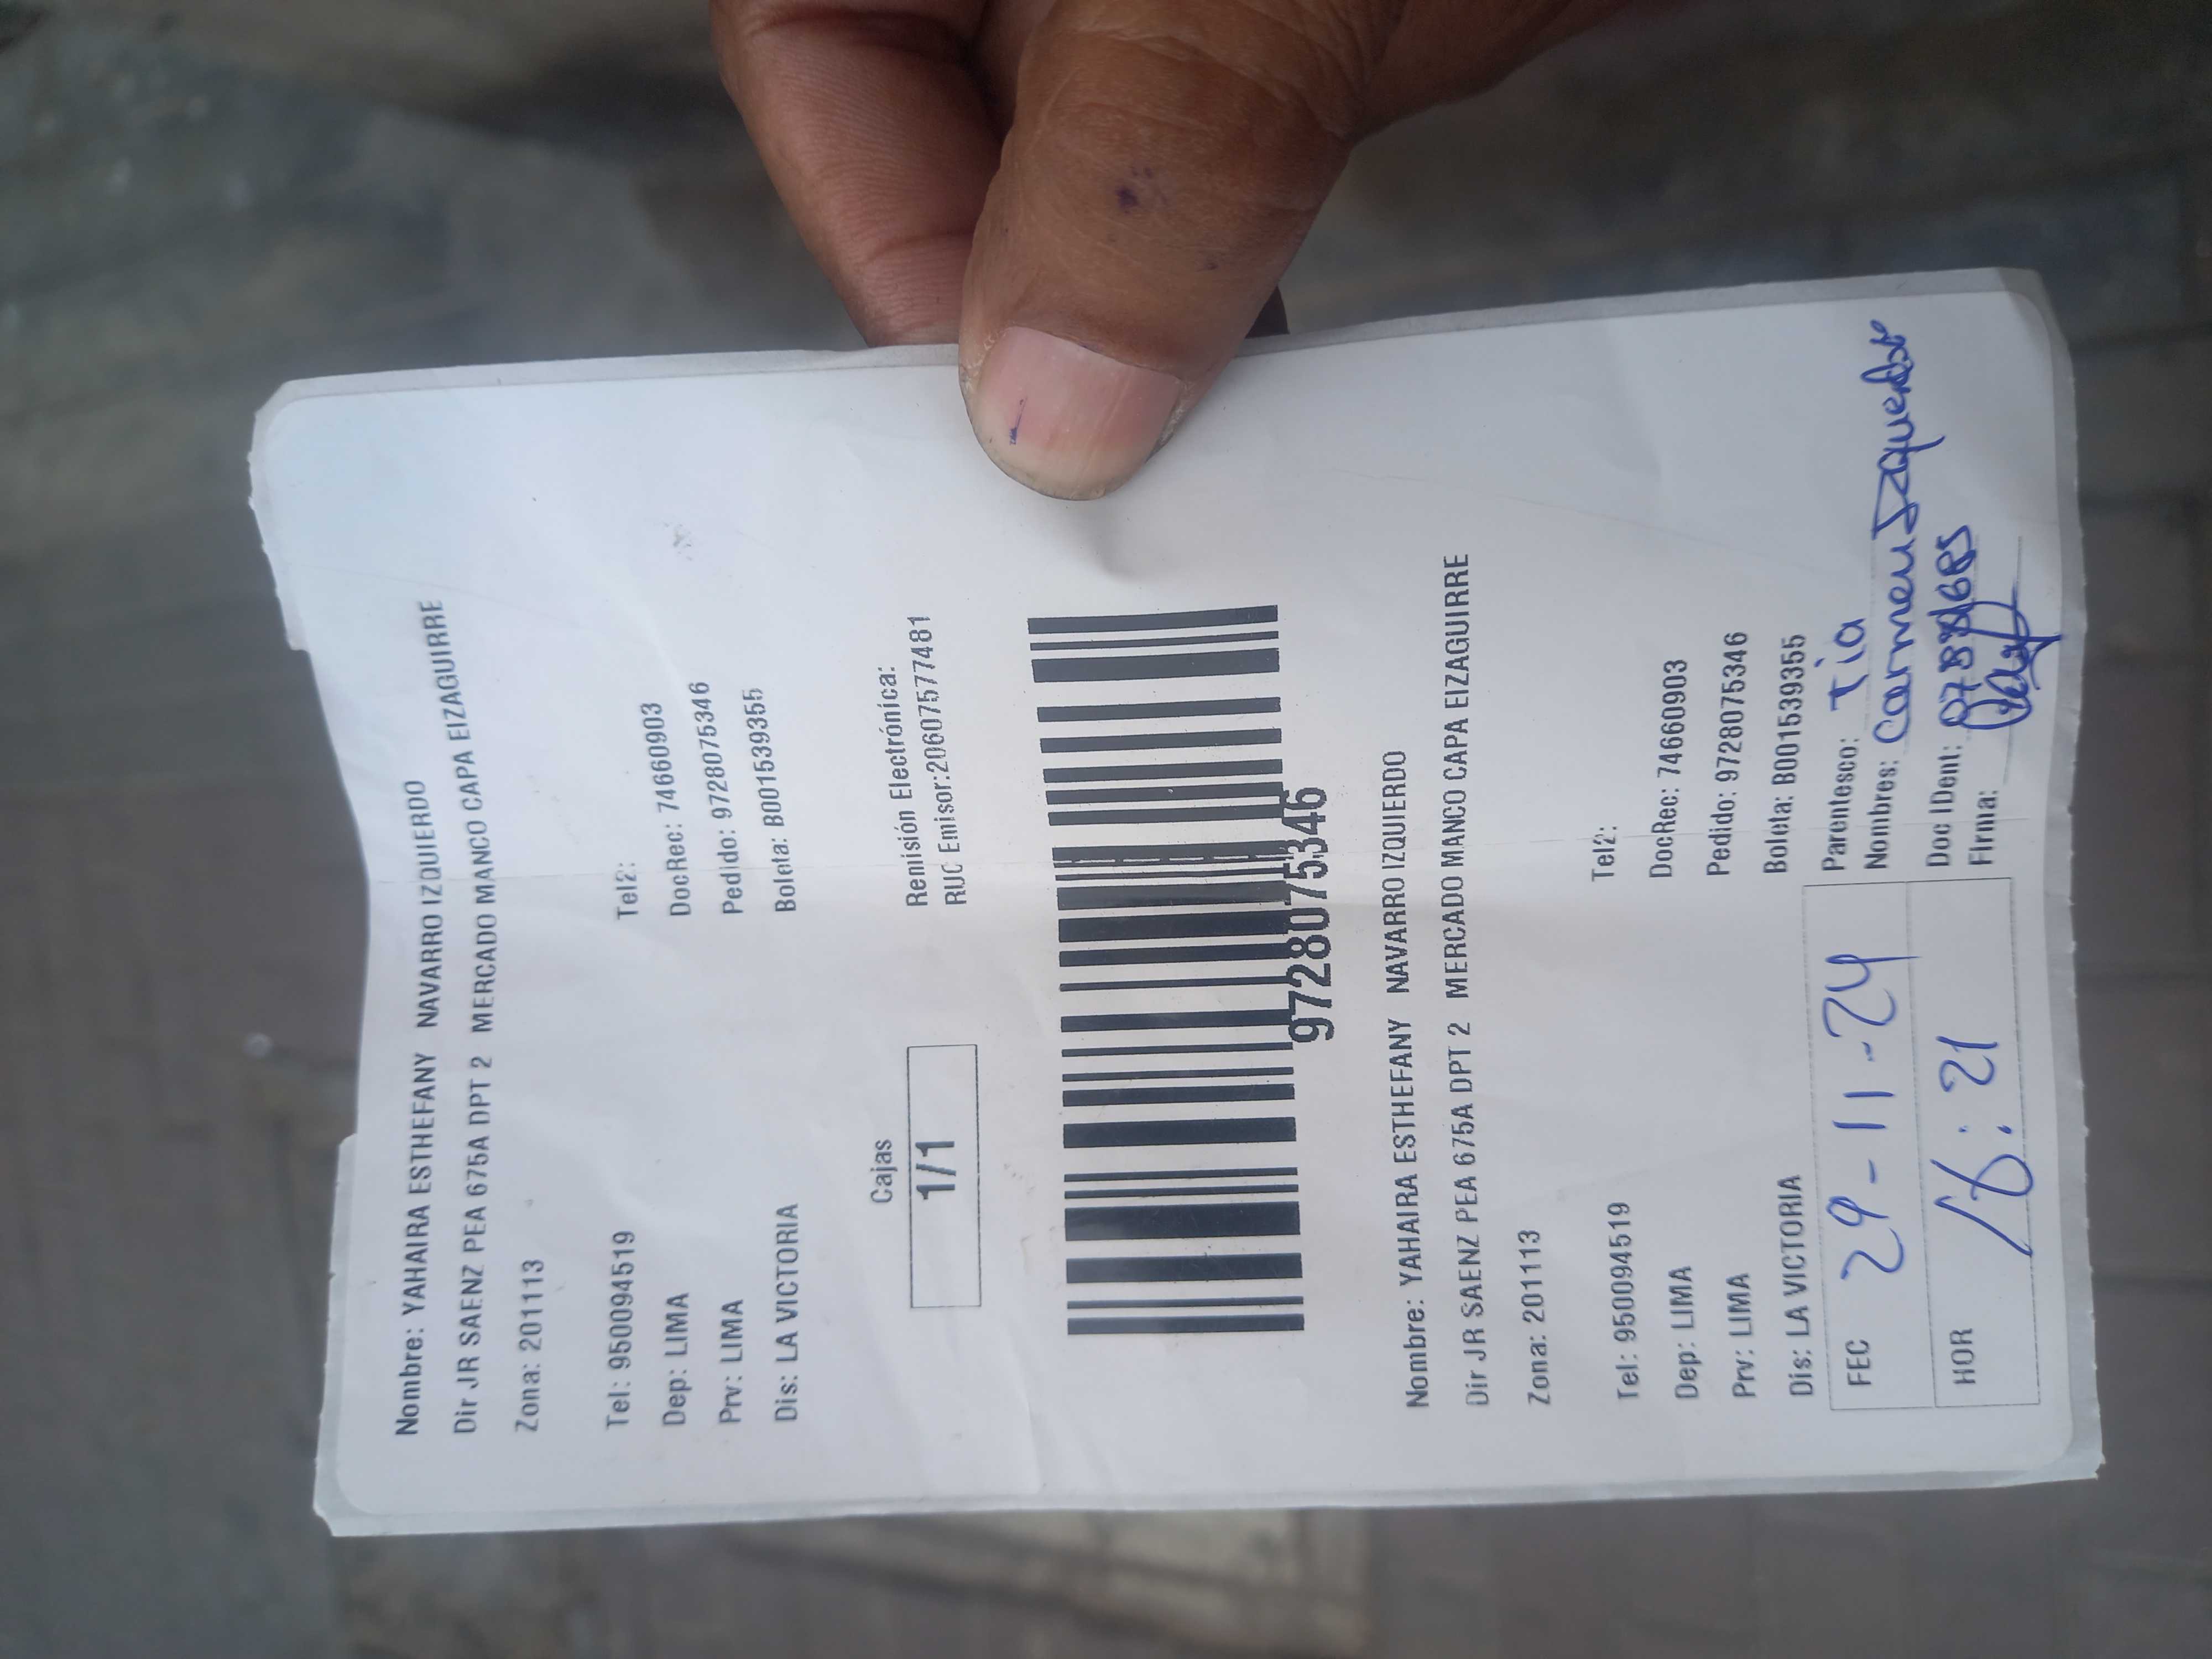 Nombre: YAHAIRA ESTHEFANY NAVARRO IZQUIERDO
Dir JR SAENZ PEA 675A DPT 2 MERCADO MANCO CAPA EIZAGUIRRE
Zona: 201113
Tel: 950094519 Tel2:
Dep: LIMA DocRec: 74660903
Prv: LIMA Pedido: 97280753​46
Dis: LA VICTORIA Boleta: B001539355
Cajas Remisión Electrónica:
1/1 RUC Emisor:20607577481
9728075346
Nombre: YAHAIRA ESTHEFANY NAVARRO IZQUIERDO
Dir JR SAENZ PEA 675A DPT 2 MERCADO MANCO CAPA EIZAGUIRRE
Zona: 201113
Tel: 950094519 Tel2:
Dep: LIMA DocRec: 74660903
Prv: LIMA Pedido: 9728075346
Dis: LA VICTORIA Boleta: B001539355
FEC 29-11-24 Parentesco: tia
Nombres: Carmen Izquierdo
HOR 16:21 Doc IDent:
Firma: